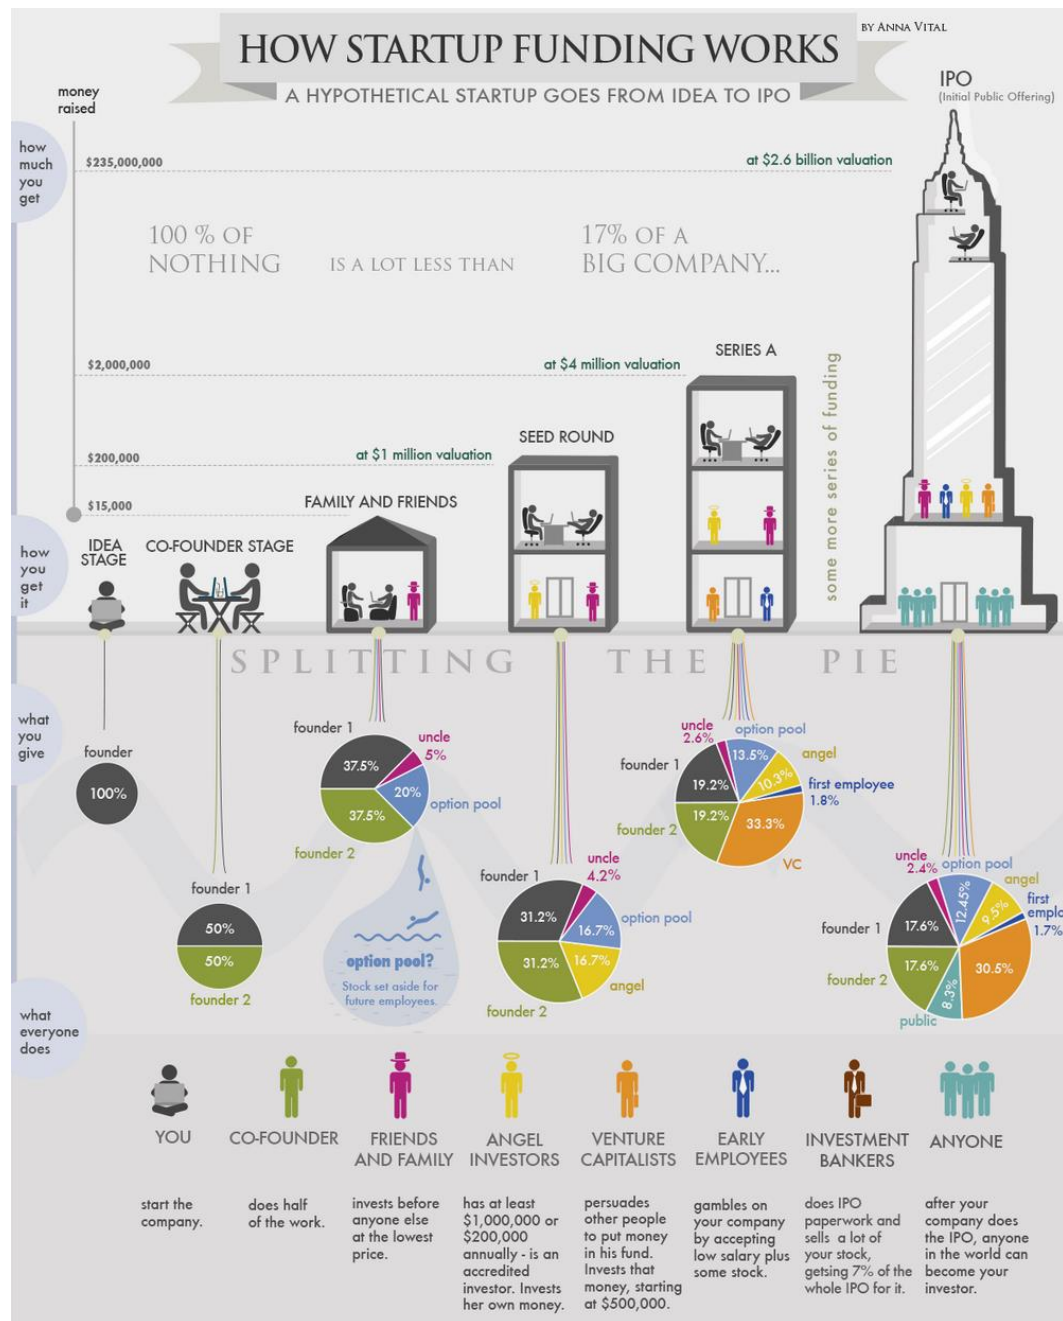 HOW STARTUP FUNDING WORKS
BY ANNA VITAL
A HYPOTHETICAL STARTUP GOES FROM IDEA TO IPO
money
raised
IPO
(Initial Public Offering)
how
much
you
get
$235,000,000
at $2.6 billion valuation
100 % OF
NOTHING
IS A LOT LESS THAN
17% OF A
BIG COMPANY...
SERIES A
$2,000,000
at $4 million valuation
some more series of funding
SEED ROUND
$200,000
at $1 million valuation
FAMILY AND FRIENDS
$15,000
how
you
get
it
IDEA
STAGE
CO-FOUNDER STAGE
SPLITTING THE PIE
what
you
give
founder
100%
founder 1
50%
50%
founder 2
founder 1
uncle
5%
37.5%
20%
option pool
37.5%
founder 2
option pool?
Stock set aside for
future employees.
founder 1
uncle
4.2%
31.2%
option pool
16.7%
31.2%
16.7%
angel
founder 2
uncle
2.6%
option pool
13.5%
angel
founder 1
10.3%
19.2%
first employee
1.8%
19.2%
33.3%
founder 2
VC
uncle
2.4%
option pool
12.45%
angel
9.5%
first
emplo
1.7%
founder 1
17.6%
17.6%
30.5%
founder 2
8.3%
public
what
everyone
does
YOU
start the
company.
CO-FOUNDER
does half
of the work.
FRIENDS
AND FAMILY
invests before
anyone else
at the lowest
price.
ANGEL
INVESTORS
has at least
$1,000,000 or
$200,000
annually - is an
accredited
investor. Invests
her own money.
VENTURE
CAPITALISTS
persuades
other people
to put money
in his fund.
Invests that
money, starting
at $500,000.
EARLY
EMPLOYEES
gambles on
your company
by accepting
low salary plus
some stock.
INVESTMENT
BANKERS
does IPO
paperwork and
sells a lot of
your stock,
getsing 7% of the
whole IPO for it.
ANYONE
after your
company does
the IPO, anyone
in the world can
become your
investor.